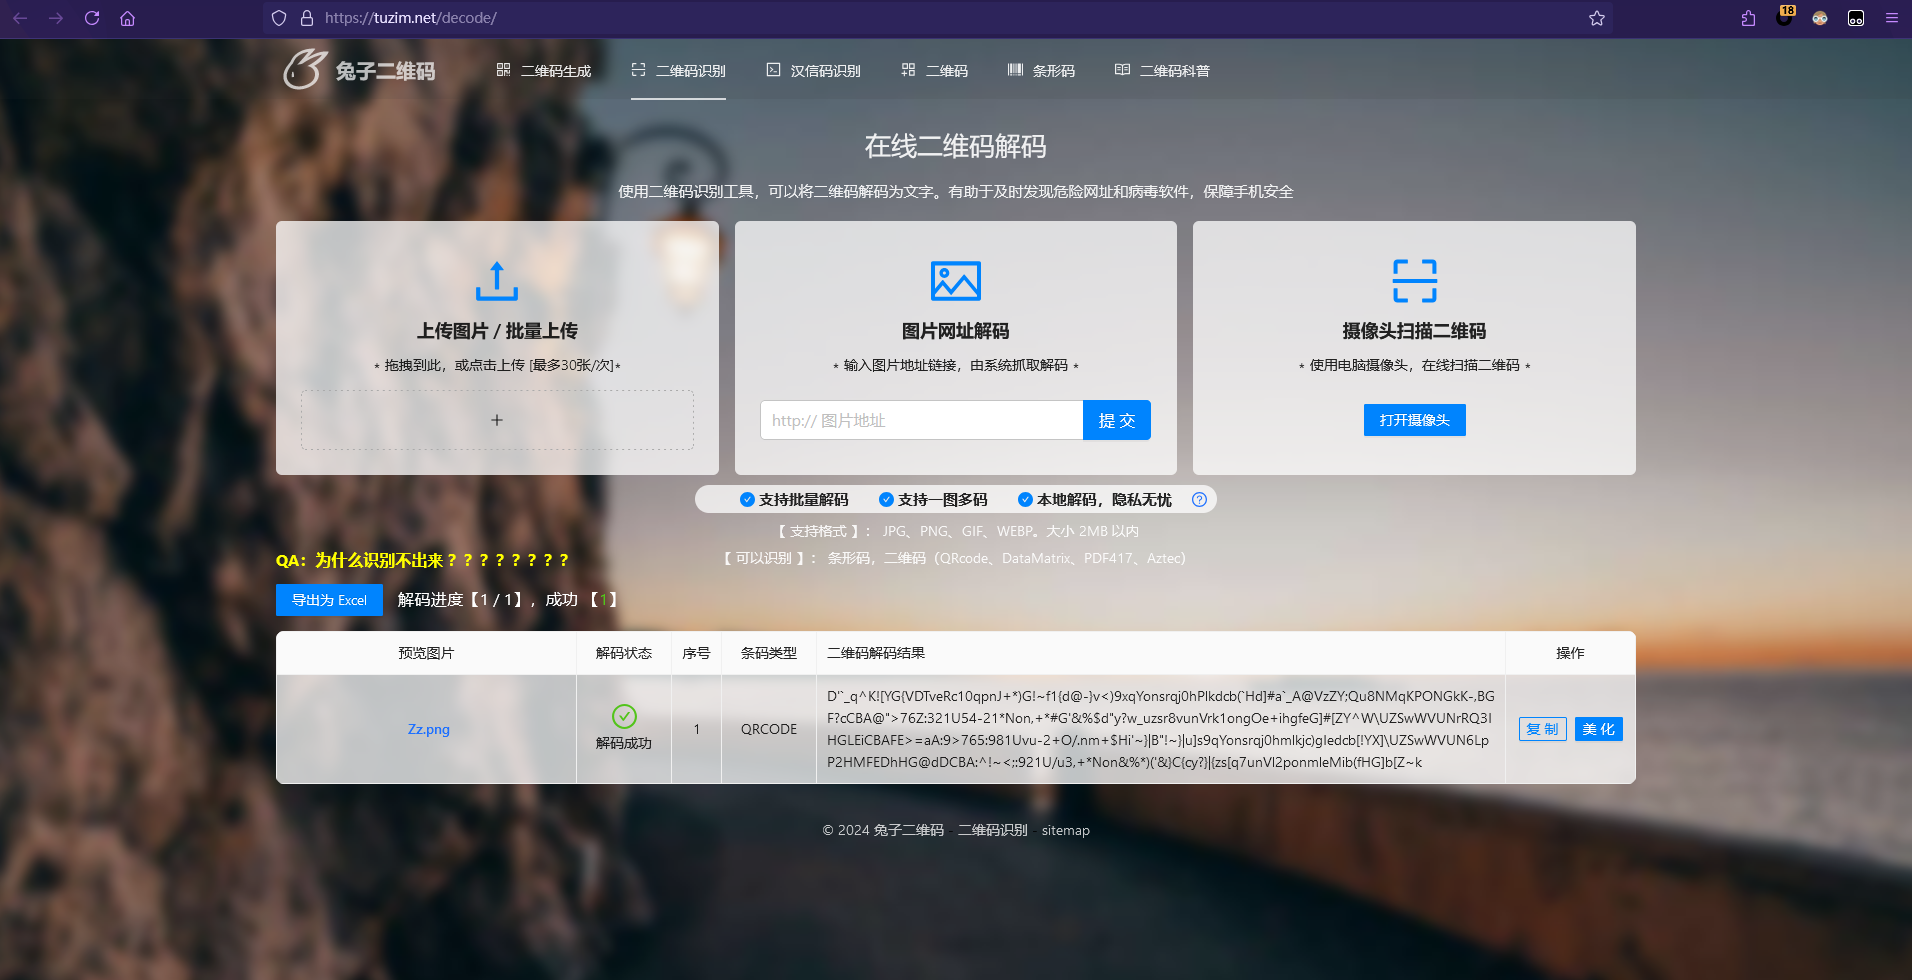 https://tuzim.net/decode/
18
兔子二维码
二维码生成
二维码识别
汉信码识别
二维码
条形码
二维码科普
在线二维码解码
使用二维码识别工具，可以将二维码解码为文字。有助于及时发现危险网址和病毒软件，保障手机安全
上传图片 / 批量上传
* 拖拽到此，或点击上传 [最多30张/次]*
+
图片网址解码
* 输入图片地址链接，由系统抓取解码 *
http:// 图片地址
提 交
摄像头扫描二维码
* 使用电脑摄像头，在线扫描二维码 *
打开摄像头
支持批量解码
支持一图多码
本地解码，隐私无忧
?
【 支持格式 】： JPG、PNG、GIF、WEBP。大小 2MB 以内
【 可以识别 】： 条形码，二维码（QRcode、DataMatrix、PDF417、Aztec）
QA：为什么识别不出来？？？？？？？？
导出为 Excel
解码进度【1 / 1】，成功 【1】
预览图片
解码状态
序号
条码类型
二维码解码结果
操作
Zz.png
解码成功
1
QRCODE
D'`_q^K![YG{VDTveRc10qpnJ+*)G!~f1{d@-}v<)9xqYonsrqj0hPlkdcb(`Hd]#a`_A@VzZY;Qu8NMqKPONGkK-,BG
F?cCBA@">76Z:321U54-21*Non,+*#G'&%$d"y?w_uzsr8vunVrk1ongOe+ihgfeG]#[ZY^W\UZSwWVUNrRQ3I
HGLEiCBAFE>=aA:9>765:981Uvu-2+O/.nm+$Hi'~}|B"!~}|u]s9qYonsrqj0hmlkjc)gIedcb[!YX]\UZSwWVUN6Lp
P2HMFEDhHG@dDCBA:^!~<;:921U/u3,+*Non&%*)('&}C{cy?}|{zs[q7unVl2ponmleMib(fHG]b[Z~k
复 制
美 化
© 2024 兔子二维码 - 二维码识别 - sitemap